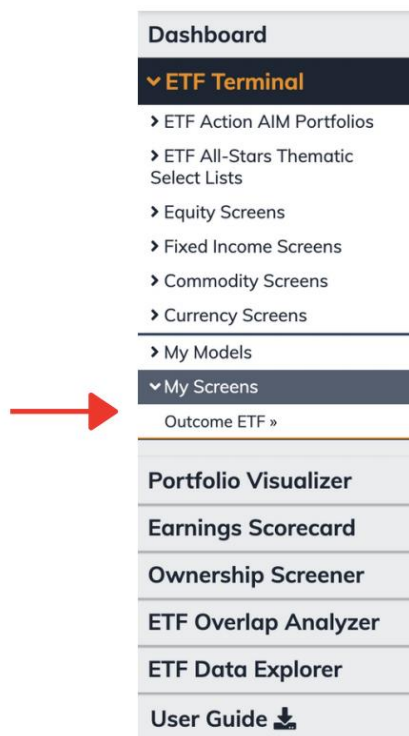 Dashboard
ETF Terminal
ETF Action AIM Portfolios
ETF All-Stars Thematic
Select Lists
Equity Screens
Fixed Income Screens
Commodity Screens
Currency Screens
My Models
My Screens
Outcome ETF »
Portfolio Visualizer
Earnings Scorecard
Ownership Screener
ETF Overlap Analyzer
ETF Data Explorer
User Guide